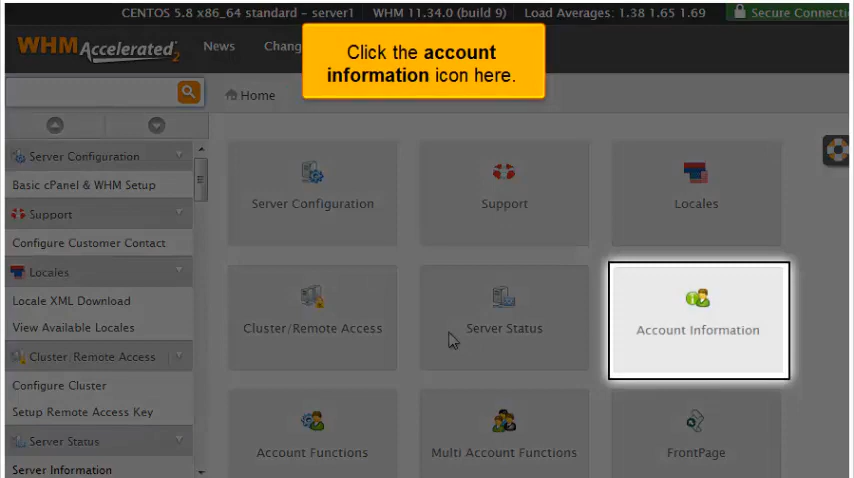 CENTOS 5.8 x86_64 standard - server1 WHM 11.34.0 (build 9) Load Averages: 1.38 1.65 1.69 Secure Connecti
WHM Accelerated 2 News Chang
Click the account
information icon here.
Home
Server Configuration
Basic cPanel & WHM Setup
Support
Configure Customer Contact
Locales
Locale XML Download
View Available Locales
Cluster/Remote Access
Configure Cluster
Setup Remote Access Key
Server Status
Server Information
Server Configuration Support Locales
Cluster/Remote Access Server Status Account Information
Account Functions Multi Account Functions FrontPage